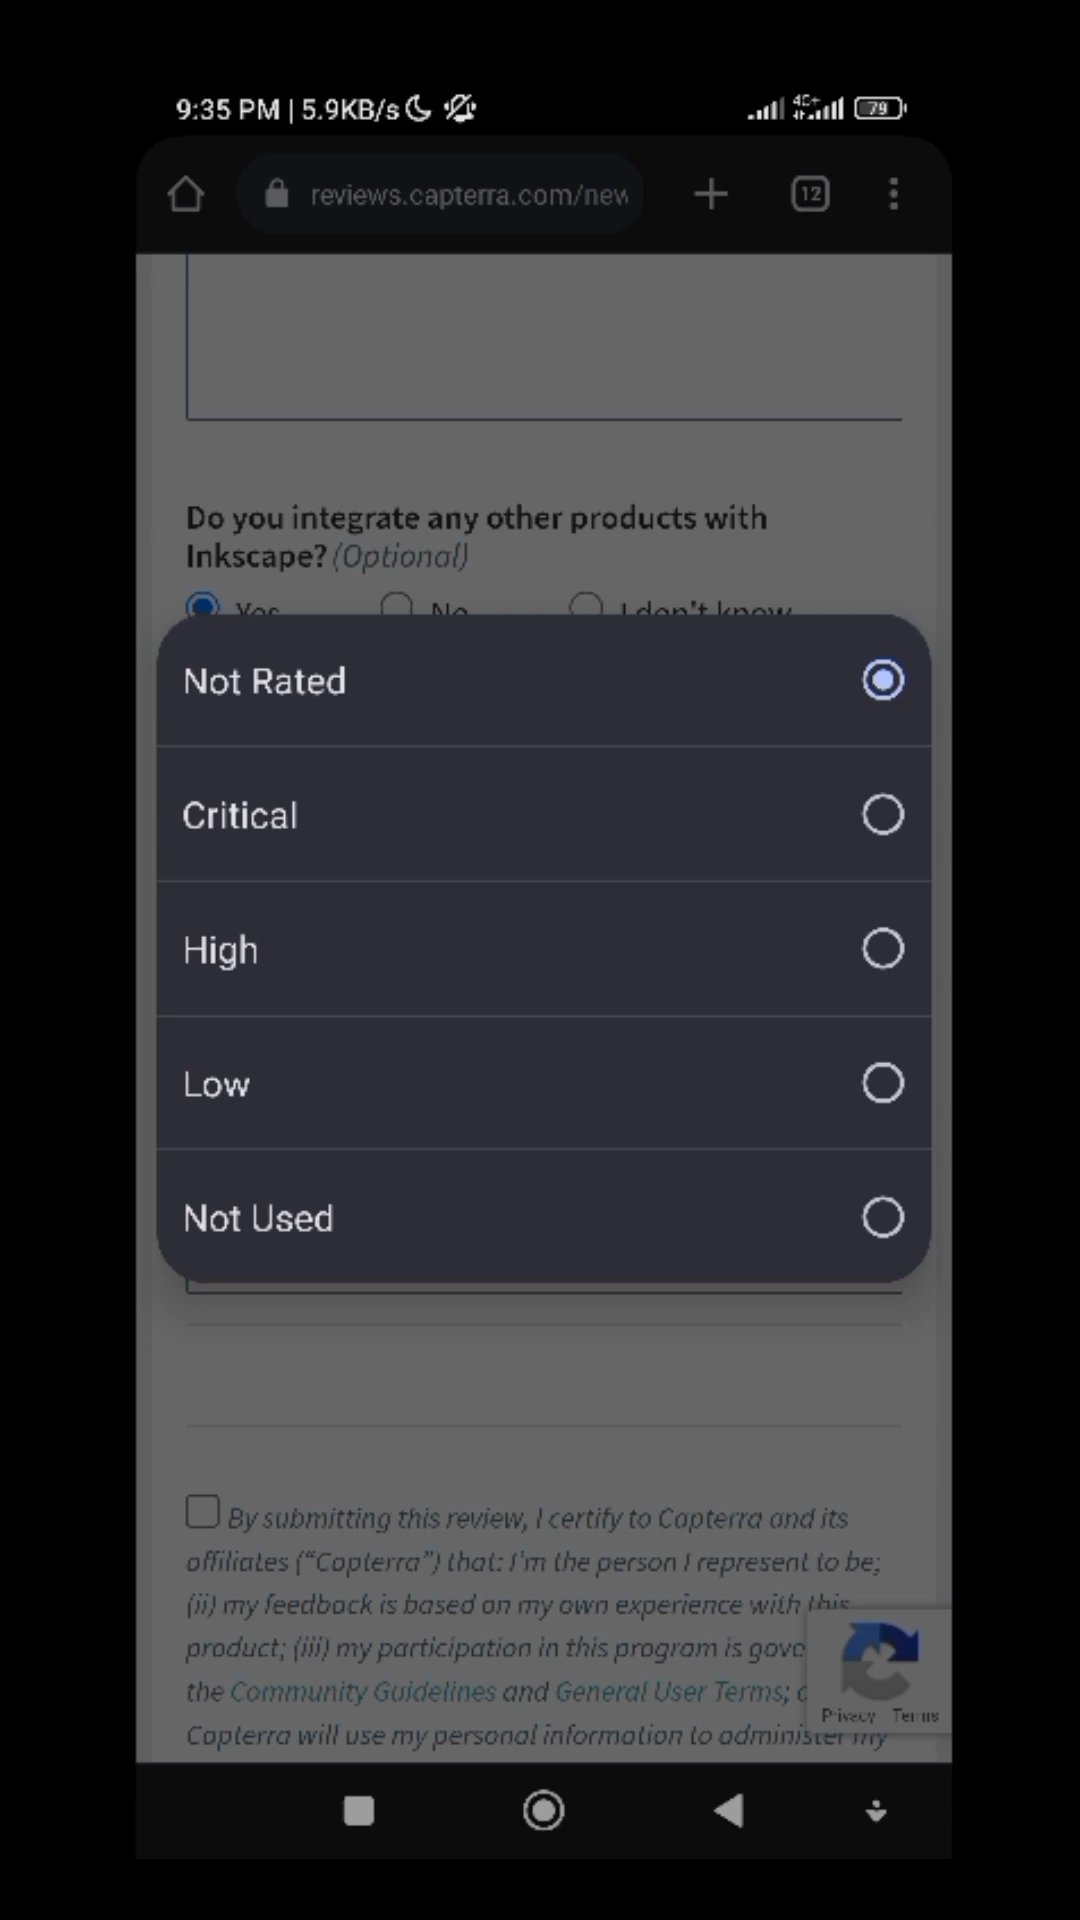 9:35 PM | 5.9KB/s
4G+
79
reviews.capterra.com/new
12
Do you integrate any other products with
Inkscape? (Optional)
Yes No I don't know
Not Rated
Critical
High
Low
Not Used
By submitting this review, I certify to Capterra and its
affiliates (“Capterra”) that: I'm the person I represent to be;
(ii) my feedback is based on my own experience with this
product; (iii) my participation in this program is gove
the Community Guidelines and General User Terms;
Capterra will use my personal information to administer my
Privacy Terms